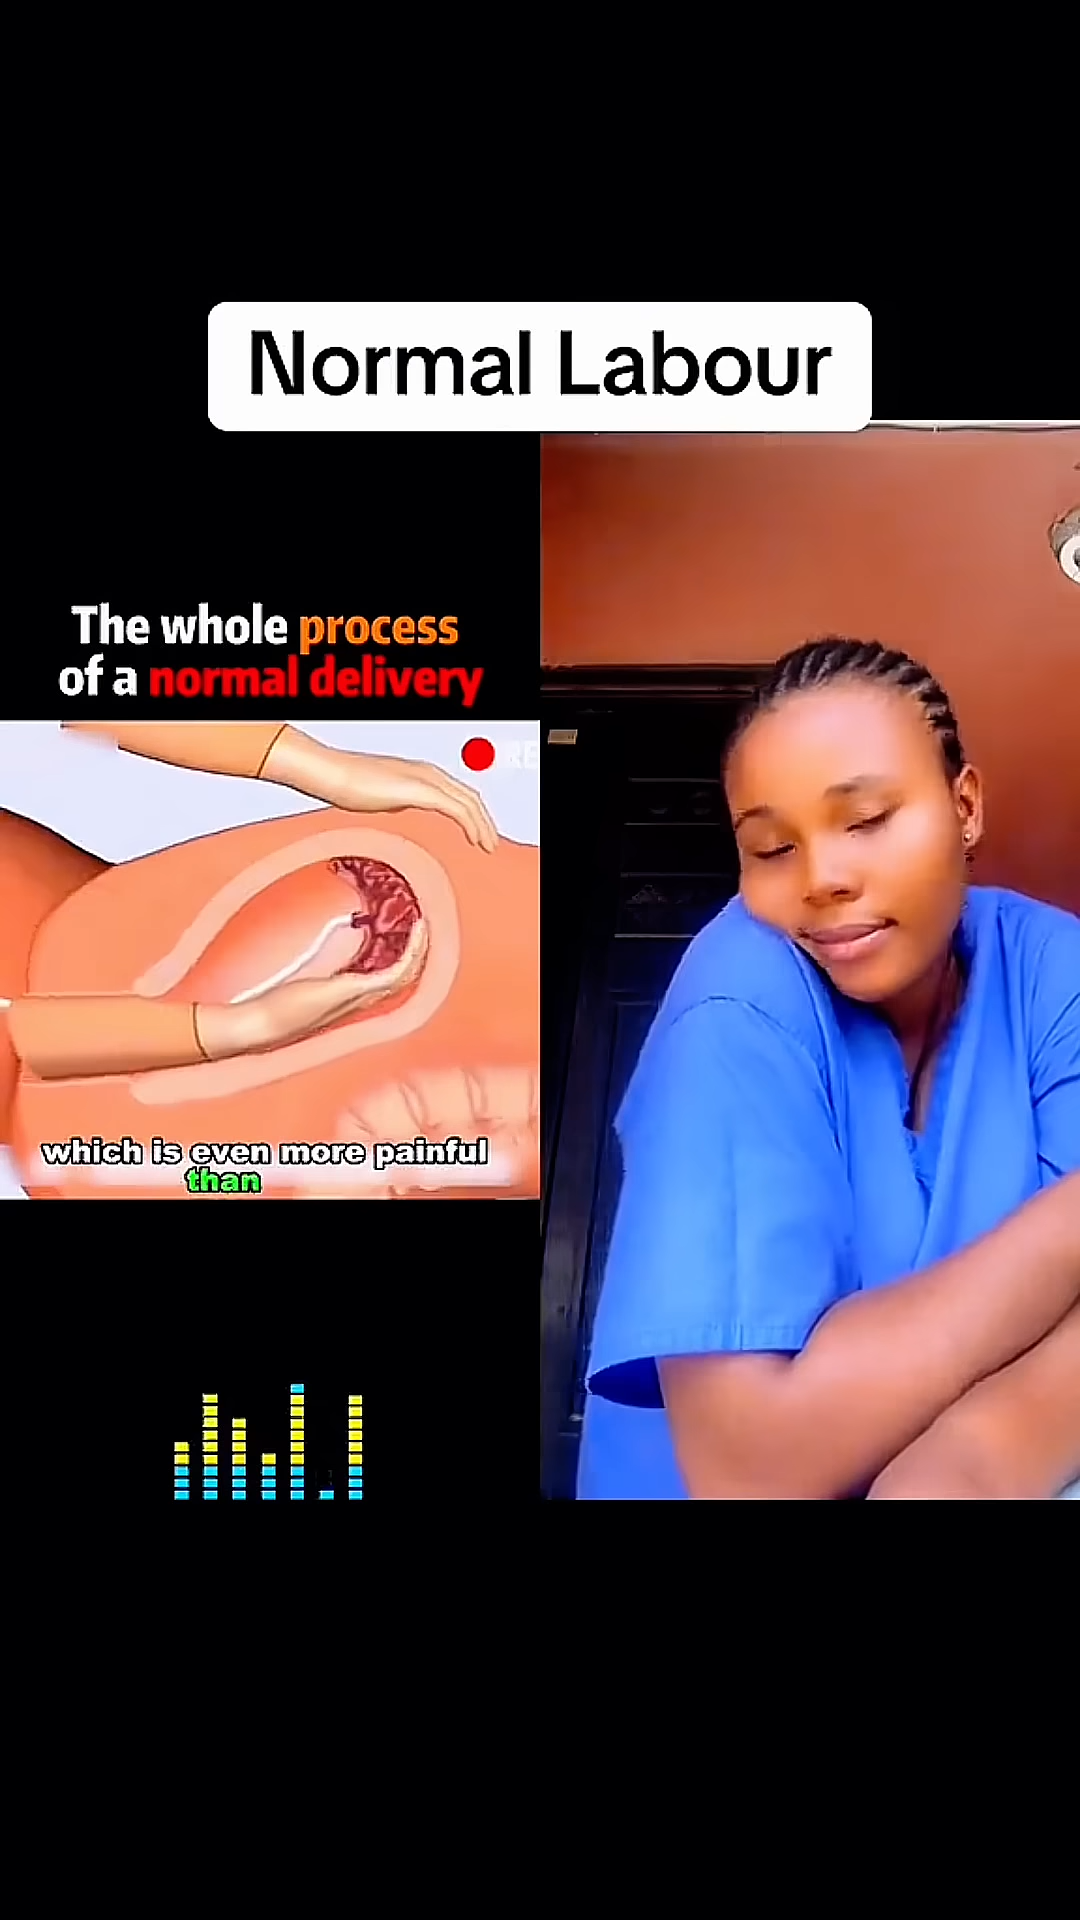 Normal Labour
The whole process
of a normal delivery
which is even more painful
than